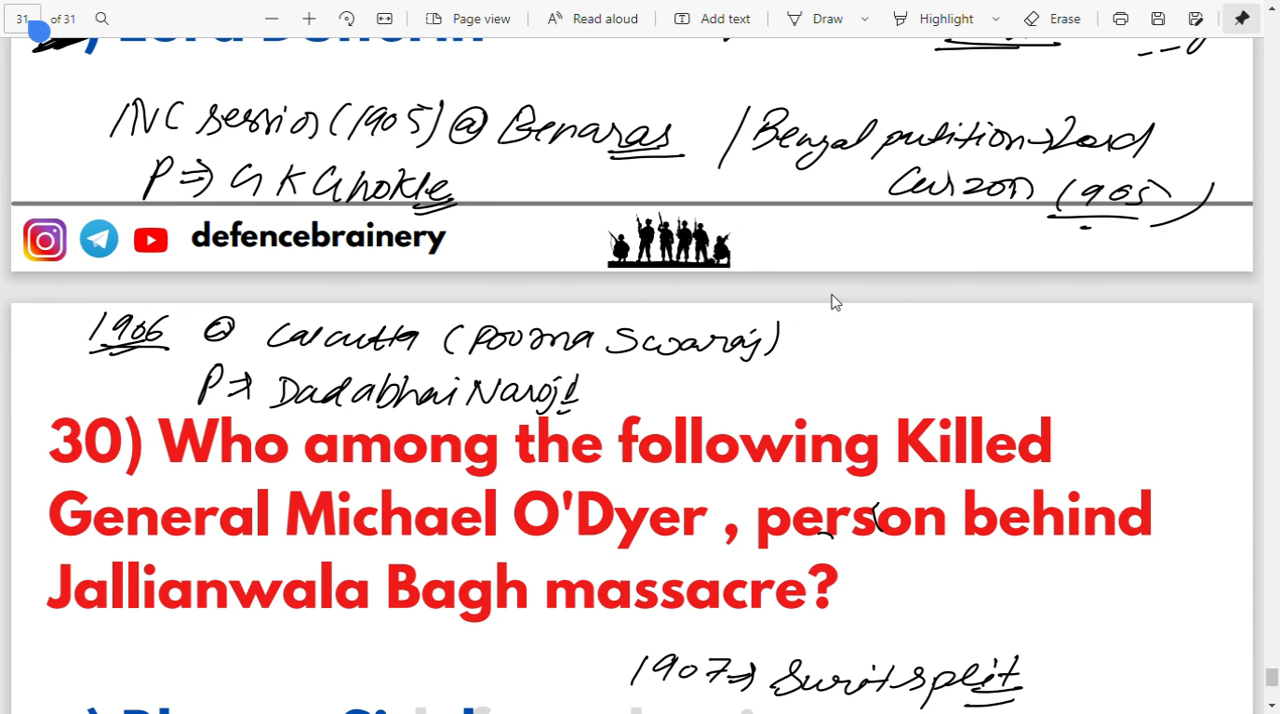 31 of 31 Page view Read aloud Add text Draw Highlight Erase
INC session (1905) @ Benaras / Bengal putition → Lord
P ⇒ G K Ghokle Curzon (1905)
defencebrainery
1906 @ Calcutta (Poorna Swaraj)
P ⇒ Dadabhai Naroji
30) Who among the following Killed
General Michael O'Dyer , person behind
Jallianwala Bagh massacre?
1907 ⇒ Surat split